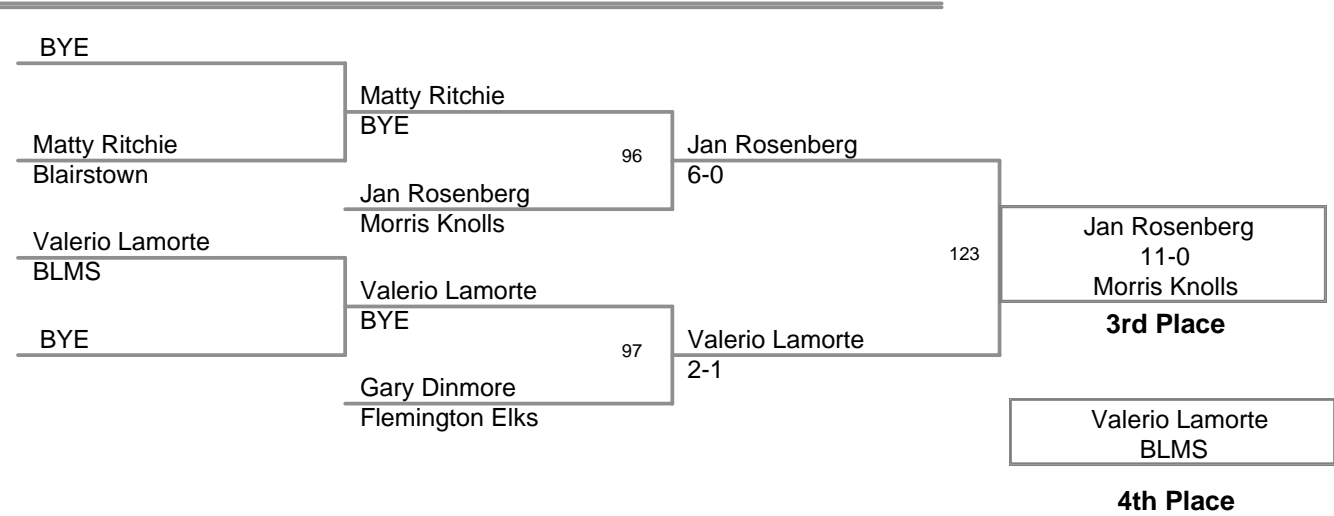 BYE
Matty Ritchie
Blairstown
Valerio Lamorte
BLMS
BYE
Matty Ritchie
BYE
96
Jan Rosenberg
Morris Knolls
Valerio Lamorte
BYE
97
Gary Dinmore
Flemington Elks
Jan Rosenberg
6-0
123
Valerio Lamorte
2-1
Jan Rosenberg
11-0
Morris Knolls
3rd Place
Valerio Lamorte
BLMS
4th Place